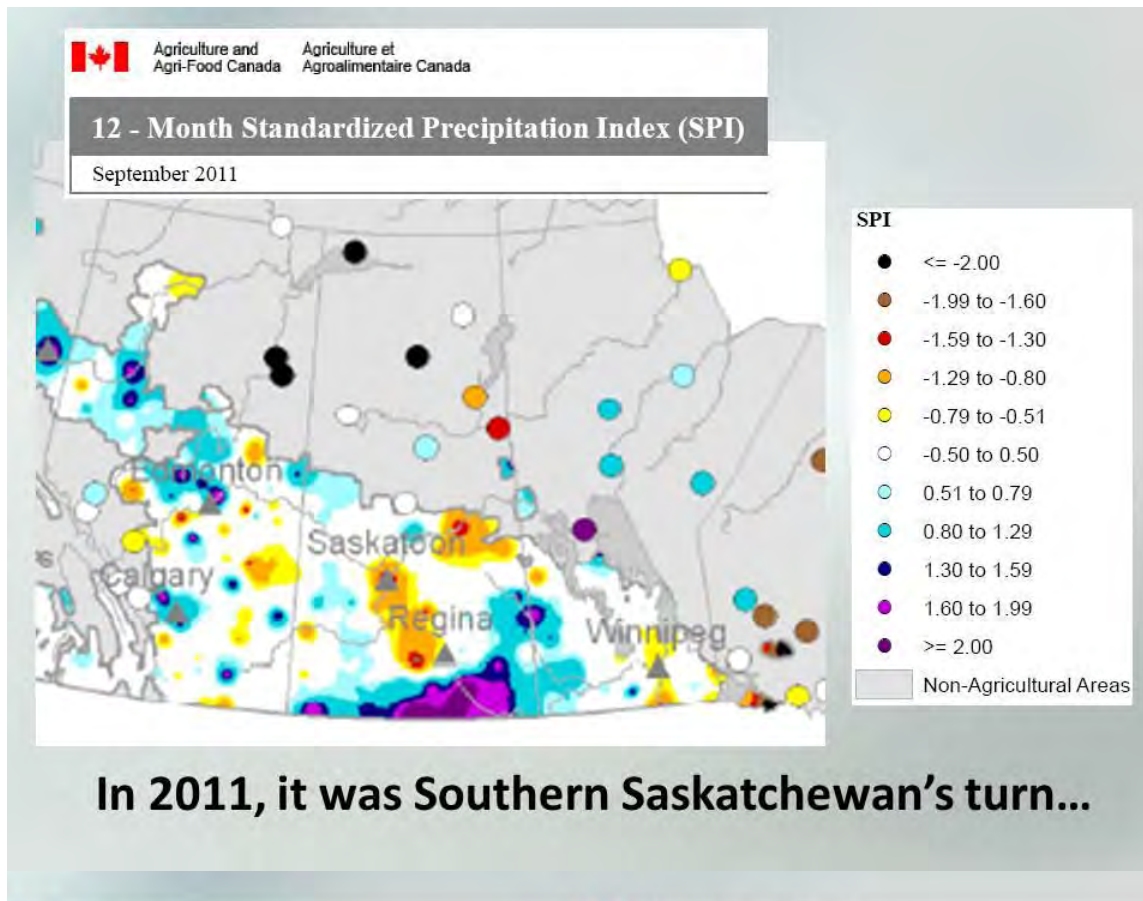 Agriculture and Agriculture et
Agri-Food Canada Agroalimentaire Canada
12 - Month Standardized Precipitation Index (SPI)
September 2011
Edmonton
Saskatoon
Calgary
Regina
Winnipeg
SPI
<= -2.00
-1.99 to -1.60
-1.59 to -1.30
-1.29 to -0.80
-0.79 to -0.51
-0.50 to 0.50
0.51 to 0.79
0.80 to 1.29
1.30 to 1.59
1.60 to 1.99
>= 2.00
Non-Agricultural Areas
In 2011, it was Southern Saskatchewan’s turn…